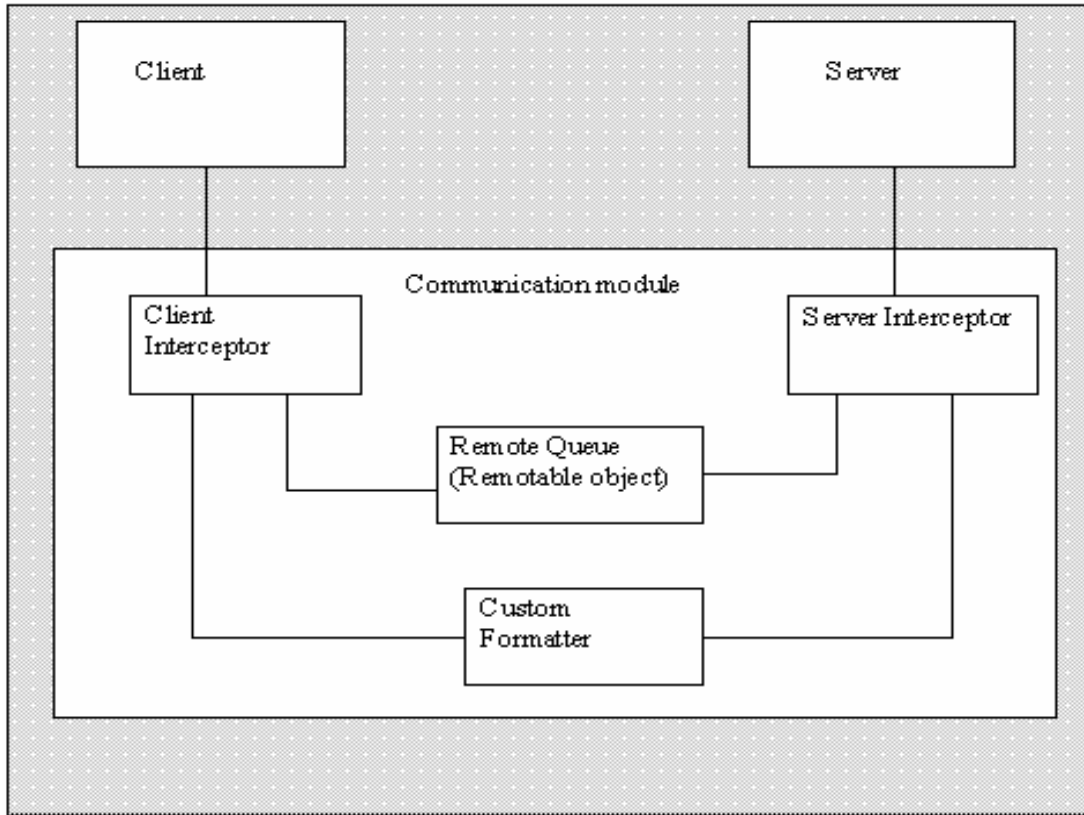 Client
Server
Communication module
Client
Interceptor
Server Interceptor
Remote Queue
(Remotable object)
Custom
Formatter